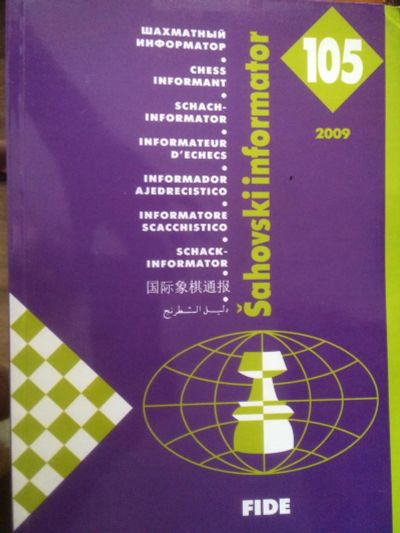 ШАХМАТНЫЙ
ИНФОРМАТОР
CHESS
INFORMANT
SCHACH-
INFORMATOR
INFORMATEUR
D'ECHECS
INFORMADOR
AJEDRECISTICO
INFORMATORE
SCACCHISTICO
SCHACK-
INFORMATOR
国际象棋通报
دليل الشطرنج
Šahovski informator
105
2009
FIDE